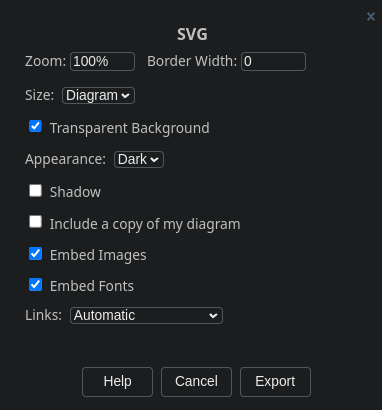 SVG
Zoom: 100% Border Width: 0
Size: Diagram
Transparent Background
Appearance: Dark
Shadow
Include a copy of my diagram
Embed Images
Embed Fonts
Links: Automatic
Help Cancel Export